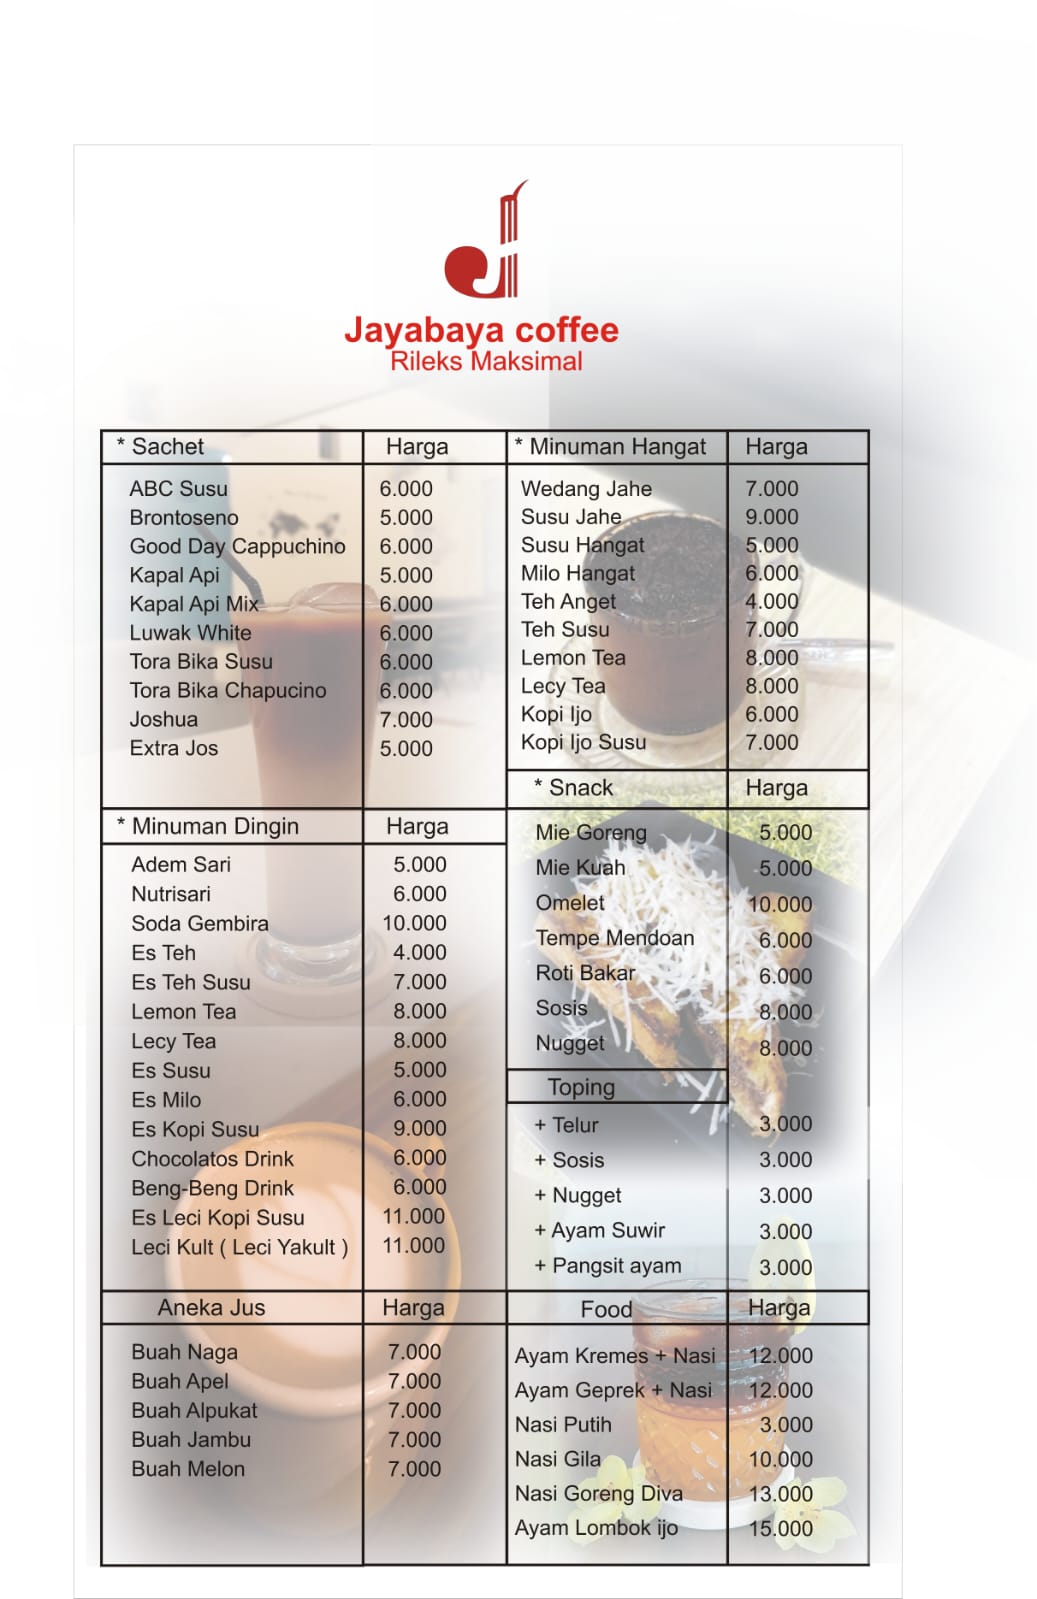 Jayabaya coffee
Rileks Maksimal
* Sachet Harga
ABC Susu 6.000
Brontoseno 5.000
Good Day Cappuchino 6.000
Kapal Api 5.000
Kapal Api Mix 6.000
Luwak White 6.000
Tora Bika Susu 6.000
Tora Bika Chapucino 6.000
Joshua 7.000
Extra Jos 5.000
* Minuman Dingin Harga
Adem Sari 5.000
Nutrisari 6.000
Soda Gembira 10.000
Es Teh 4.000
Es Teh Susu 7.000
Lemon Tea 8.000
Lecy Tea 8.000
Es Susu 5.000
Es Milo 6.000
Es Kopi Susu 9.000
Chocolatos Drink 6.000
Beng-Beng Drink 6.000
Es Leci Kopi Susu 11.000
Leci Kult ( Leci Yakult ) 11.000
Aneka Jus Harga
Buah Naga 7.000
Buah Apel 7.000
Buah Alpukat 7.000
Buah Jambu 7.000
Buah Melon 7.000
* Minuman Hangat Harga
Wedang Jahe 7.000
Susu Jahe 9.000
Susu Hangat 5.000
Milo Hangat 6.000
Teh Anget 4.000
Teh Susu 7.000
Lemon Tea 8.000
Lecy Tea 8.000
Kopi Ijo 6.000
Kopi Ijo Susu 7.000
* Snack Harga
Mie Goreng 5.000
Mie Kuah 5.000
Omelet 10.000
Tempe Mendoan 6.000
Roti Bakar 6.000
Sosis 8.000
Nugget 8.000
Toping
+ Telur 3.000
+ Sosis 3.000
+ Nugget 3.000
+ Ayam Suwir 3.000
+ Pangsit ayam 3.000
Food Harga
Ayam Kremes + Nasi 12.000
Ayam Geprek + Nasi 12.000
Nasi Putih 3.000
Nasi Gila 10.000
Nasi Goreng Diva 13.000
Ayam Lombok ijo 15.000